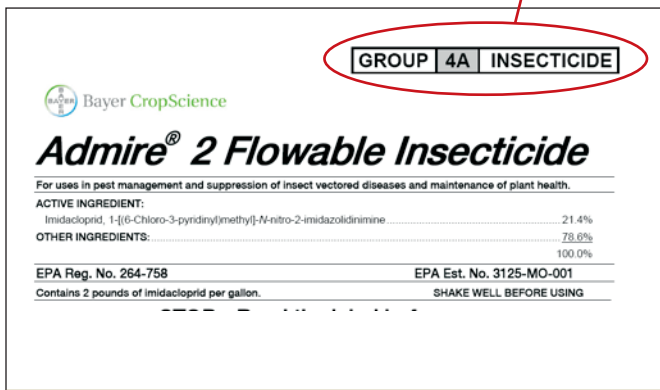 GROUP 4A INSECTICIDE
BAYER Bayer CropScience
Admire® 2 Flowable Insecticide
For uses in pest management and suppression of insect vectored diseases and maintenance of plant health.
ACTIVE INGREDIENT:
Imidacloprid, 1-[(6-Chloro-3-pyridinyl)methyl]-N-nitro-2-imidazolidinimine 21.4%
OTHER INGREDIENTS: 78.6%
100.0%
EPA Reg. No. 264-758 EPA Est. No. 3125-MO-001
Contains 2 pounds of imidacloprid per gallon. SHAKE WELL BEFORE USING